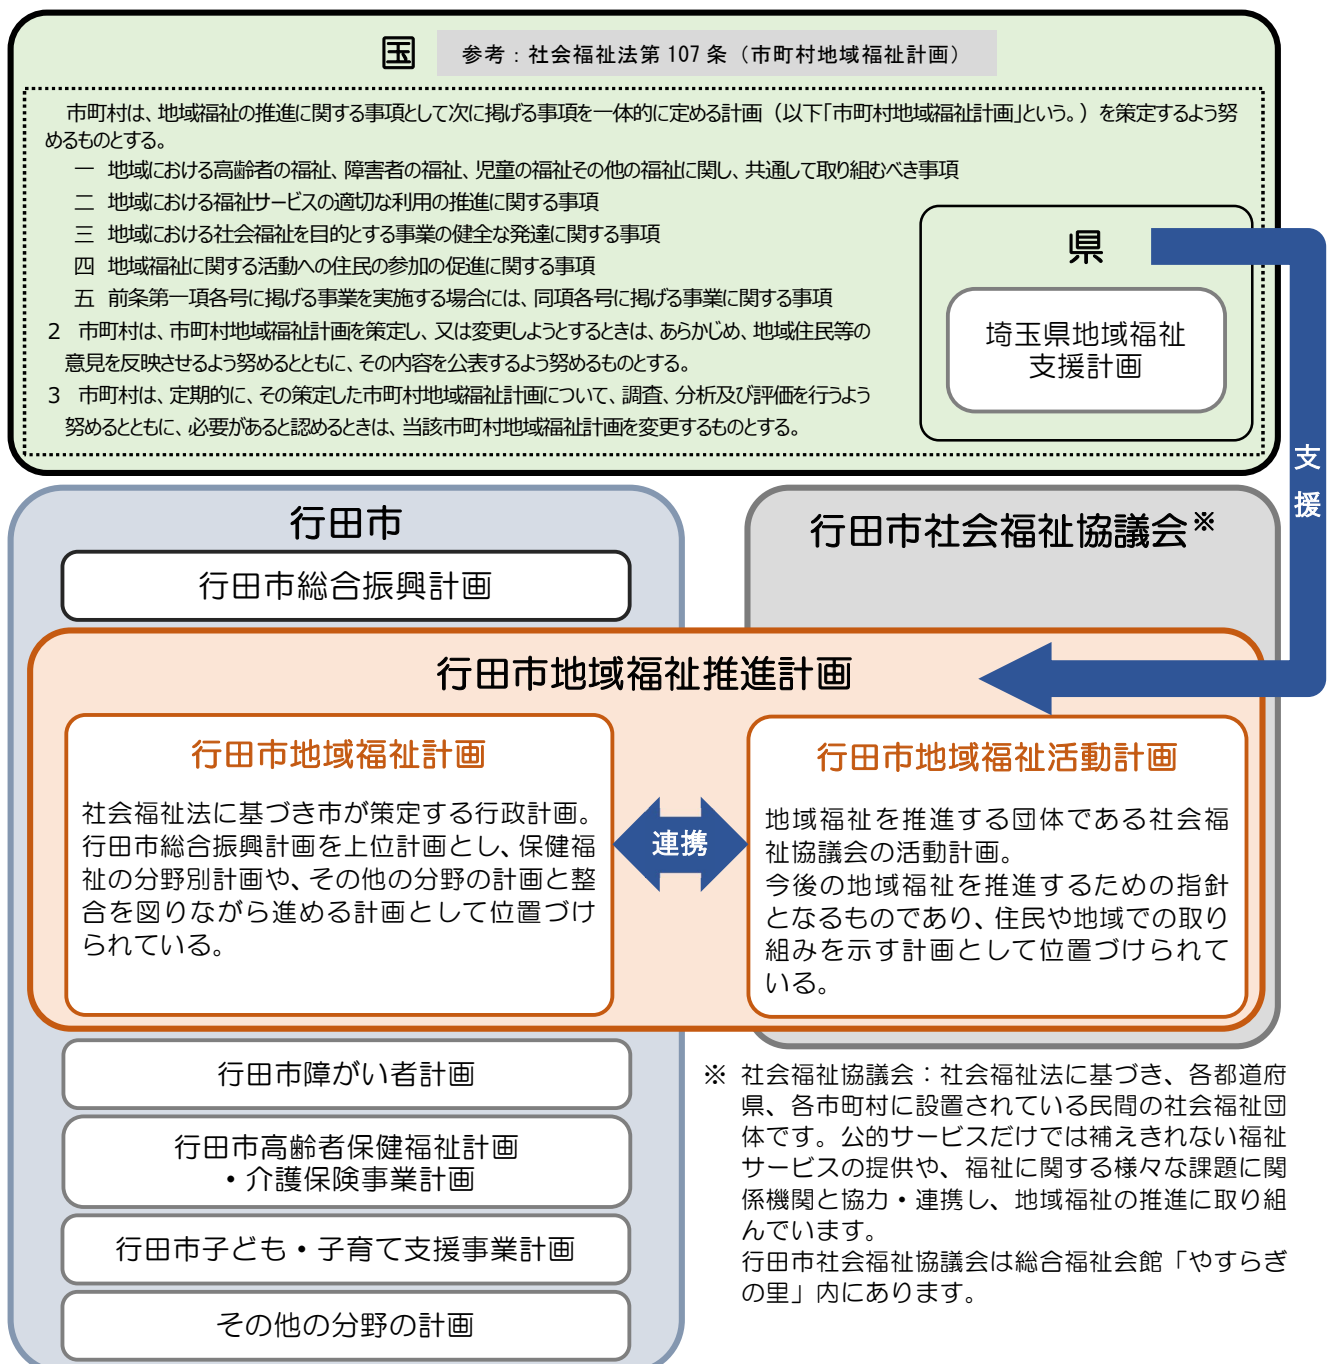 国
参考：社会福祉法第107条（市町村地域福祉計画）
市町村は、地域福祉の推進に関する事項として次に掲げる事項を一体的に定める計画（以下「市町村地域福祉計画」という。）を策定するよう努
めるものとする。
一　地域における高齢者の福祉、障害者の福祉、児童の福祉その他の福祉に関し、共通して取り組むべき事項
二　地域における福祉サービスの適切な利用の推進に関する事項
三　地域における社会福祉を目的とする事業の健全な発達に関する事項
四　地域福祉に関する活動への住民の参加の促進に関する事項
五　前条第一項各号に掲げる事業を実施する場合には、同項各号に掲げる事業に関する事項
2　市町村は、市町村地域福祉計画を策定し、又は変更しようとするときは、あらかじめ、地域住民等の
意見を反映させるよう努めるとともに、その内容を公表するよう努めるものとする。
3　市町村は、定期的に、その策定した市町村地域福祉計画について、調査、分析及び評価を行うよう
努めるとともに、必要があると認めるときは、当該市町村地域福祉計画を変更するものとする。
県
埼玉県地域福祉
支援計画
支援
行田市
行田市総合振興計画
行田市社会福祉協議会※
行田市地域福祉推進計画
行田市地域福祉計画
社会福祉法に基づき市が策定する行政計画。
行田市総合振興計画を上位計画とし、保健福
祉の分野別計画や、その他の分野の計画と整
合を図りながら進める計画として位置づけ
られている。
連携
行田市地域福祉活動計画
地域福祉を推進する団体である社会福
祉協議会の活動計画。
今後の地域福祉を推進するための指針
となるものであり、住民や地域での取り
組みを示す計画として位置づけられて
いる。
行田市障がい者計画
行田市高齢者保健福祉計画
・介護保険事業計画
行田市子ども・子育て支援事業計画
その他の分野の計画
※　社会福祉協議会：社会福祉法に基づき、各都道府
県、各市町村に設置されている民間の社会福祉団
体です。公的サービスだけでは補えきれない福祉
サービスの提供や、福祉に関する様々な課題に関
係機関と協力・連携し、地域福祉の推進に取り組
んでいます。
行田市社会福祉協議会は総合福祉会館「やすらぎ
の里」内にあります。